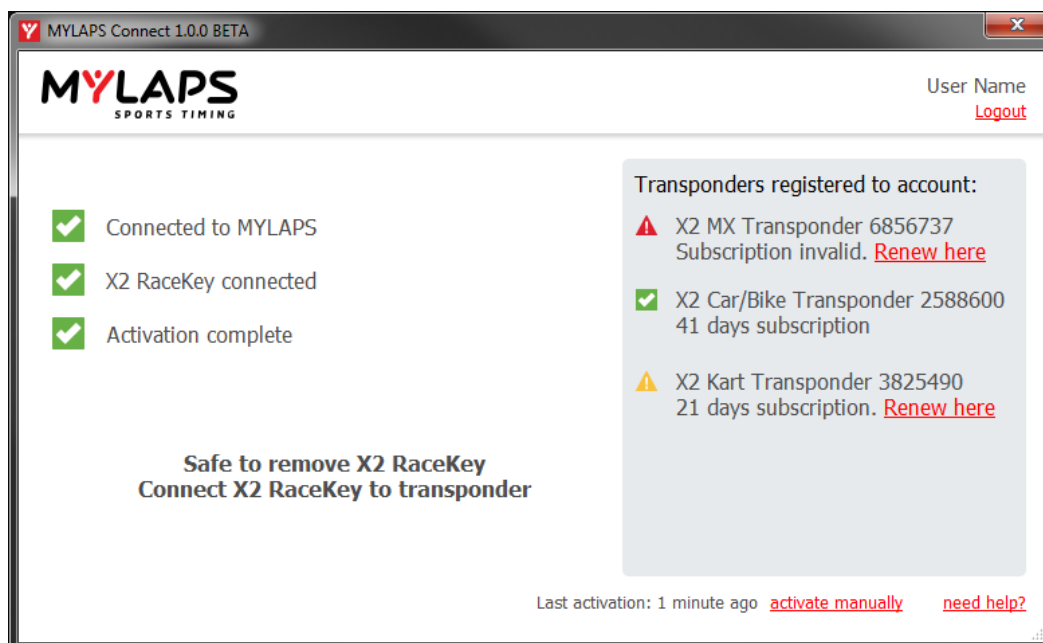 MYLAPS Connect 1.0.0 BETA
MYLAPS
SPORTS TIMING
User Name
Logout
Connected to MYLAPS
X2 RaceKey connected
Activation complete
Safe to remove X2 RaceKey
Connect X2 RaceKey to transponder
Transponders registered to account:
X2 MX Transponder 6856737
Subscription invalid. Renew here
X2 Car/Bike Transponder 2588600
41 days subscription
X2 Kart Transponder 3825490
21 days subscription. Renew here
Last activation: 1 minute ago activate manually need help?